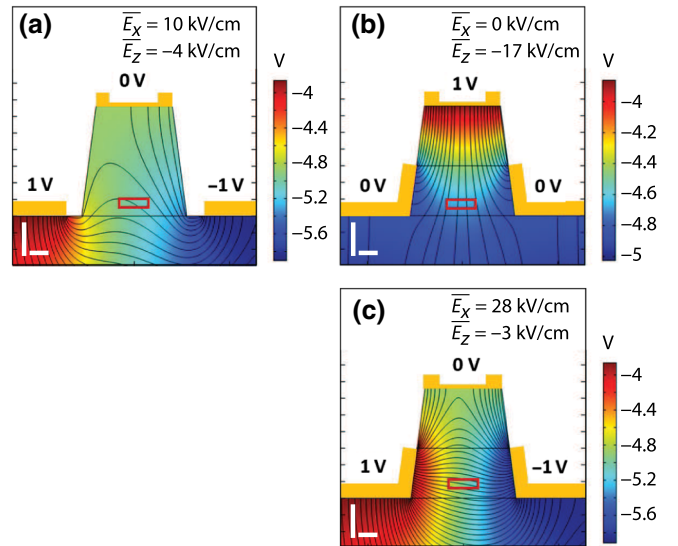 (a)
E̅x̅ = 10 kV/cm
E̅z̅ = −4 kV/cm
0 V
1 V
−1 V
V
−4
−4.4
−4.8
−5.2
−5.6
(b)
E̅x̅ = 0 kV/cm
E̅z̅ = −17 kV/cm
1 V
0 V
0 V
V
−4
−4.2
−4.4
−4.6
−4.8
−5
(c)
E̅x̅ = 28 kV/cm
E̅z̅ = −3 kV/cm
0 V
1 V
−1 V
V
−4
−4.4
−4.8
−5.2
−5.6